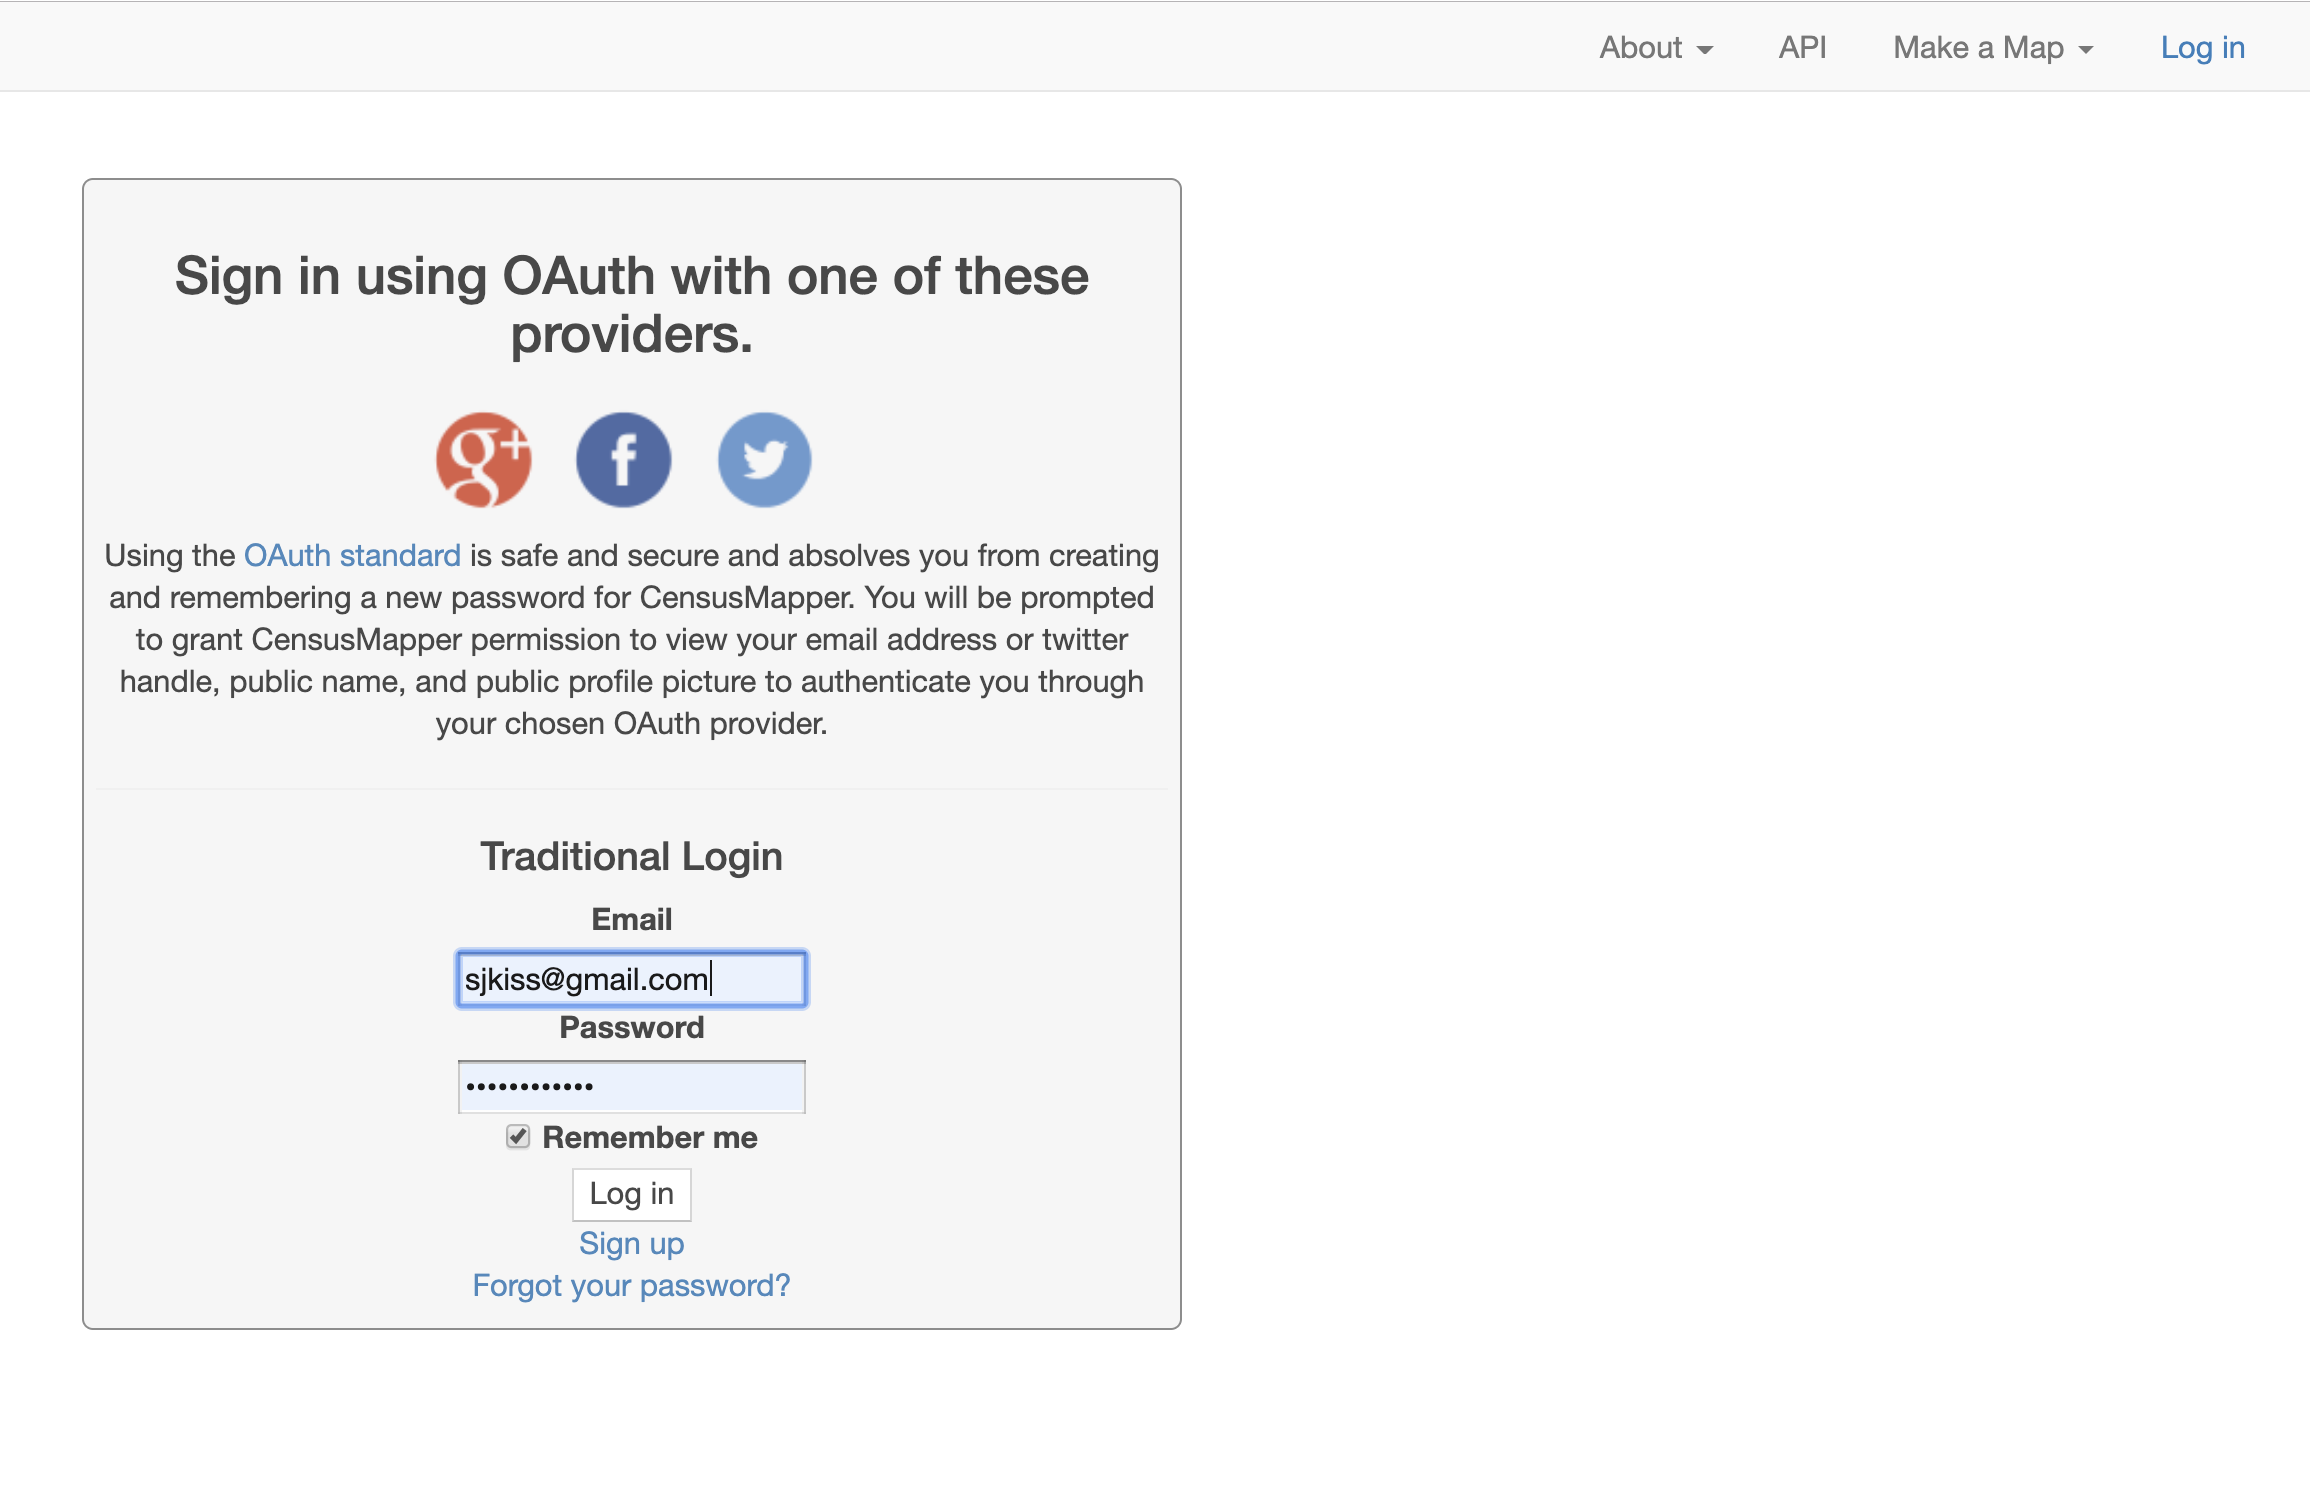 About API Make a Map Log in
Sign in using OAuth with one of these
providers.
g+ f
Using the OAuth standard is safe and secure and absolves you from creating
and remembering a new password for CensusMapper. You will be prompted
to grant CensusMapper permission to view your email address or twitter
handle, public name, and public profile picture to authenticate you through
your chosen OAuth provider.
Traditional Login
Email
sjkiss@gmail.com
Password
••••••••••••
Remember me
Log in
Sign up
Forgot your password?